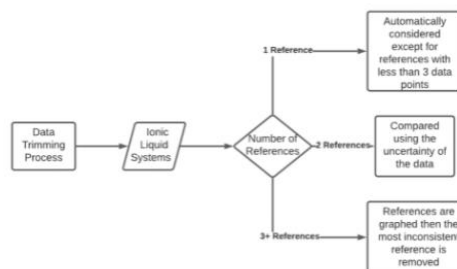 1 Reference
Automatically
considered
except for
references with
less than 3 data
points
Data
Trimming
Process
Ionic
Liquid
Systems
Number of
References
2 References
Compared
using the
uncertainty of
the data
3+ References
References are
graphed then the
most inconsistent
reference is
removed